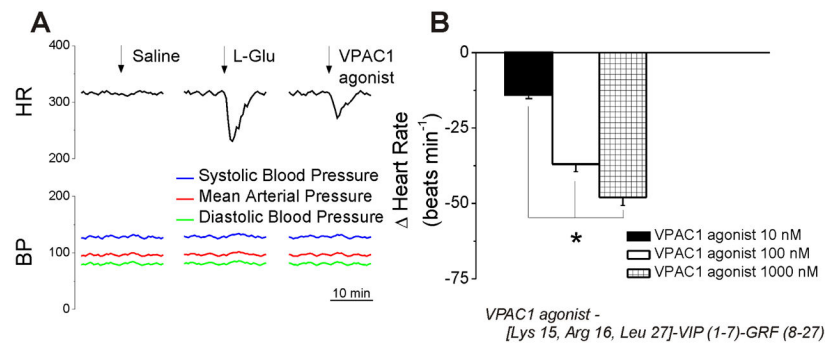 A
Saline
L-Glu
VPAC1
agonist
HR
400
300
200
Systolic Blood Pressure
Mean Arterial Pressure
Diastolic Blood Pressure
BP
200
100
0
10 min
B
Δ Heart Rate
(beats min-1)
0
-25
-50
-75
*
VPAC1 agonist 10 nM
VPAC1 agonist 100 nM
VPAC1 agonist 1000 nM
VPAC1 agonist -
[Lys 15, Arg 16, Leu 27]-VIP (1-7)-GRF (8-27)